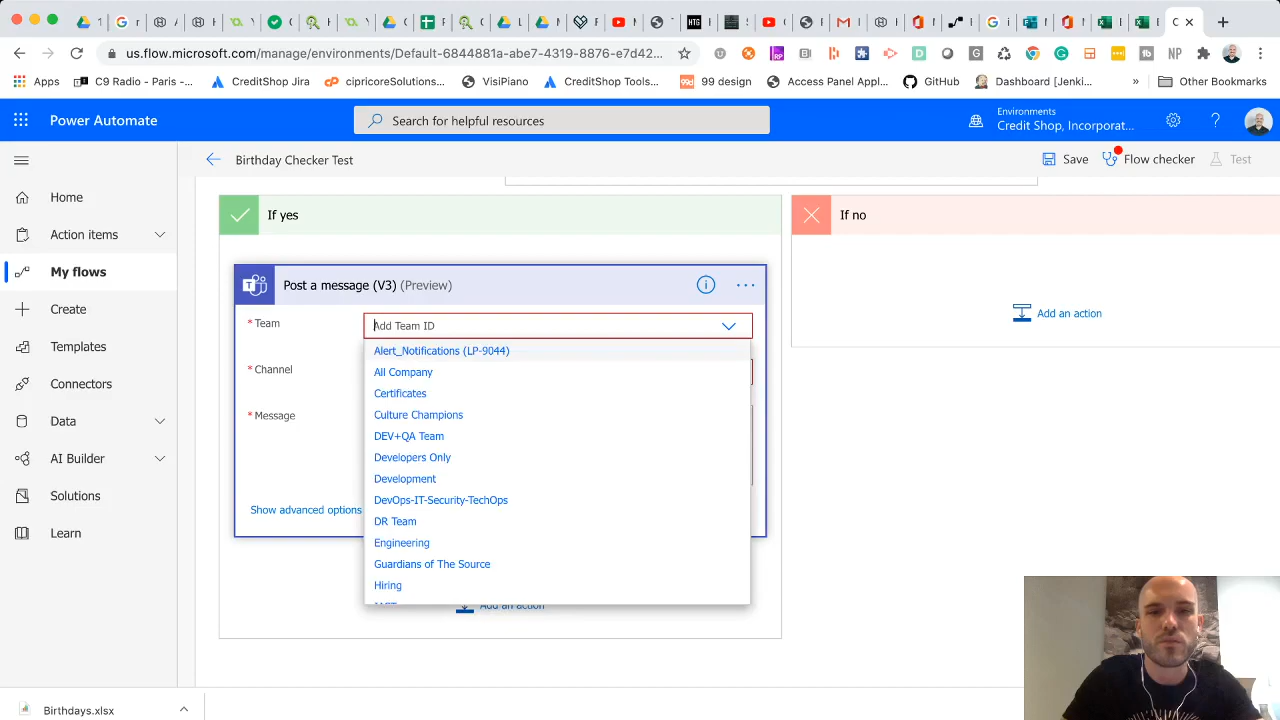 us.flow.microsoft.com/manage/environments/Default-6844881a-abe7-4319-8876-e7d42...
Apps
C9 Radio - Paris -...
CreditShop Jira
cipricoreSolutions...
VisiPiano
CreditShop Tools...
99 design
Access Panel Appl...
GitHub
Dashboard [Jenki...
»
Other Bookmarks
Power Automate
Search for helpful resources
Environments
Credit Shop, Incorporat...
Birthday Checker Test
Save
Flow checker
Test
Home
Action items
My flows
Create
Templates
Connectors
Data
AI Builder
Solutions
Learn
If yes
If no
Post a message (V3) (Preview)
* Team
Add Team ID
* Channel
* Message
Show advanced options
Alert_Notifications (LP-9044)
All Company
Certificates
Culture Champions
DEV+QA Team
Developers Only
Development
DevOps-IT-Security-TechOps
DR Team
Engineering
Guardians of The Source
Hiring
Add an action
Add an action
Birthdays.xlsx